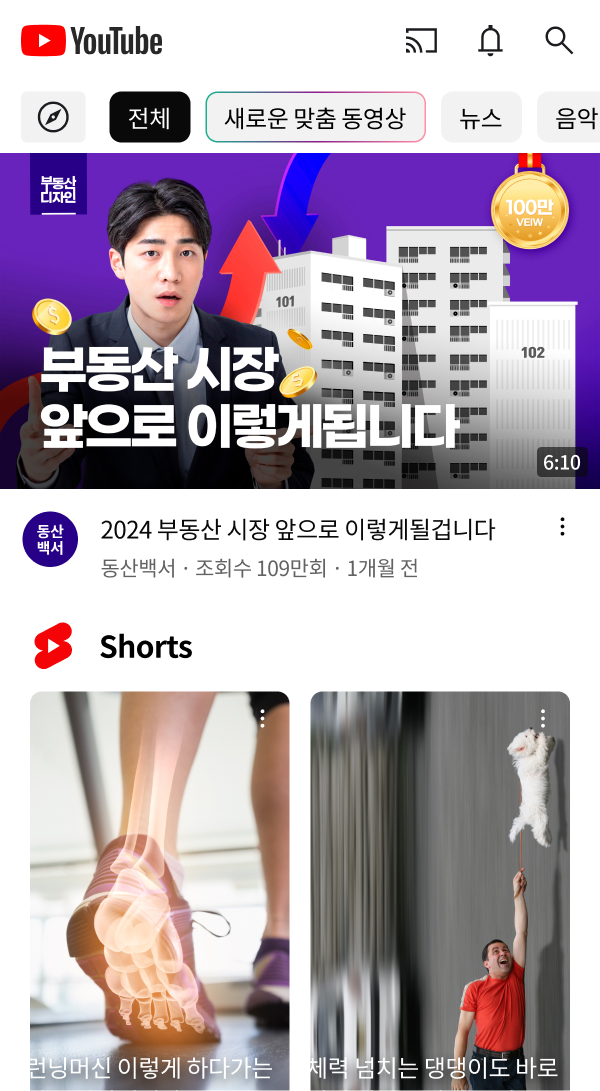 YouTube
전체
새로운 맞춤 동영상
뉴스
음악
부동산
디자인
100만
VEIW
101
102
부동산 시장
앞으로 이렇게됩니다
6:10
동산
백서
2024 부동산 시장 앞으로 이렇게될겁니다
동산백서 · 조회수 109만회 · 1개월 전
Shorts
런닝머신 이렇게 하다가는
체력 넘치는 댕댕이도 바로